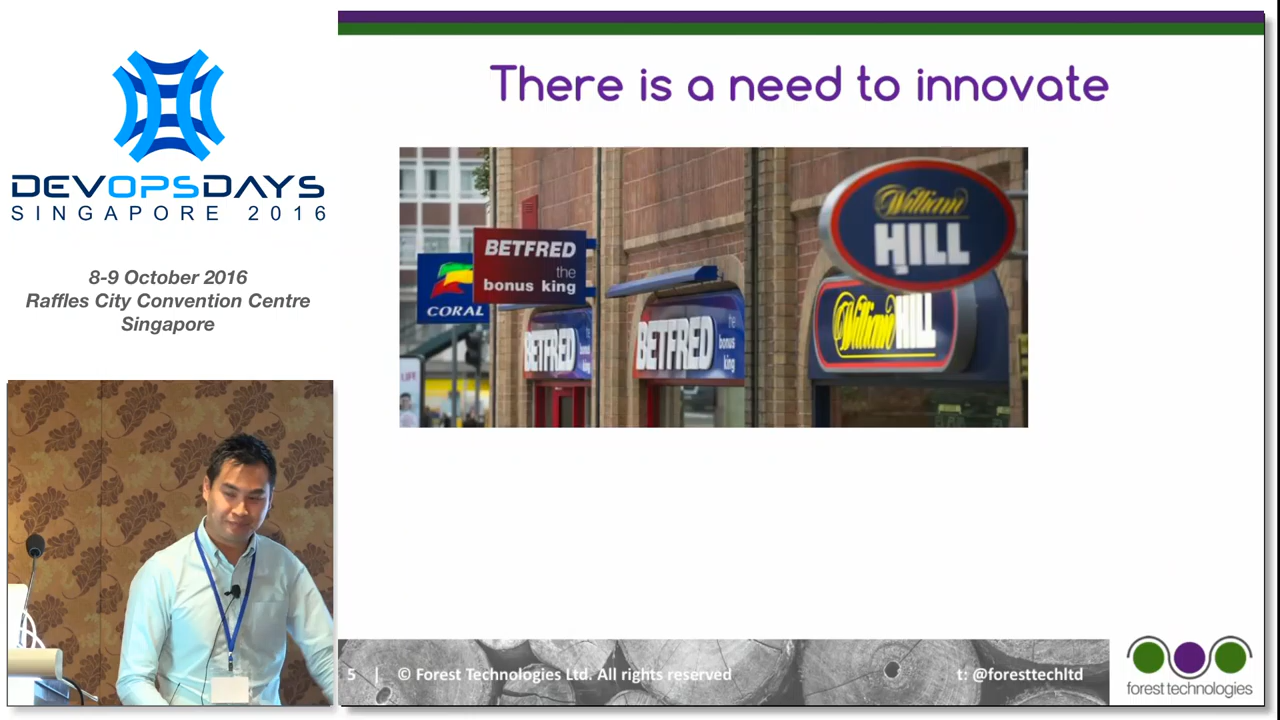 DEVOPSDAYS
SINGAPORE 2016
8-9 October 2016
Raffles City Convention Centre
Singapore
There is a need to innovate
CORAL
BETFRED
the
bonus king
BETFRED
BETFRED
the
bonus
king
William
HILL
William HILL
5 | © Forest Technologies Ltd. All rights reserved
t: @foresttechltd
forest technologies